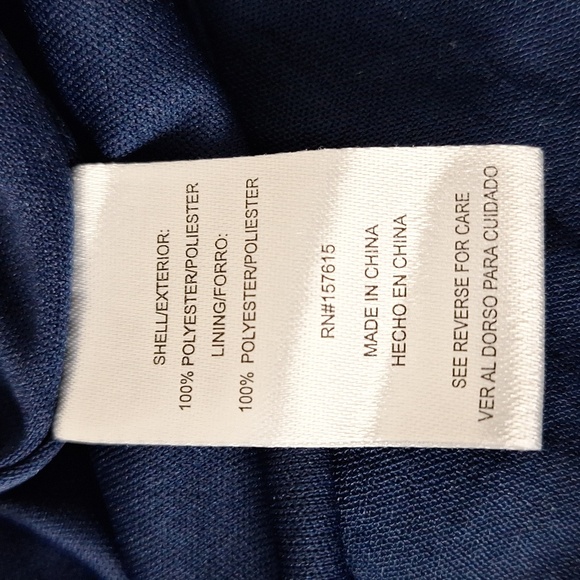 SHELL/EXTERIOR:
100% POLYESTER/POLIESTER
LINING/FORRO:
100% POLYESTER/POLIESTER
RN#157615
MADE IN CHINA
HECHO EN CHINA
SEE REVERSE FOR CARE
VER AL DORSO PARA CUIDADO